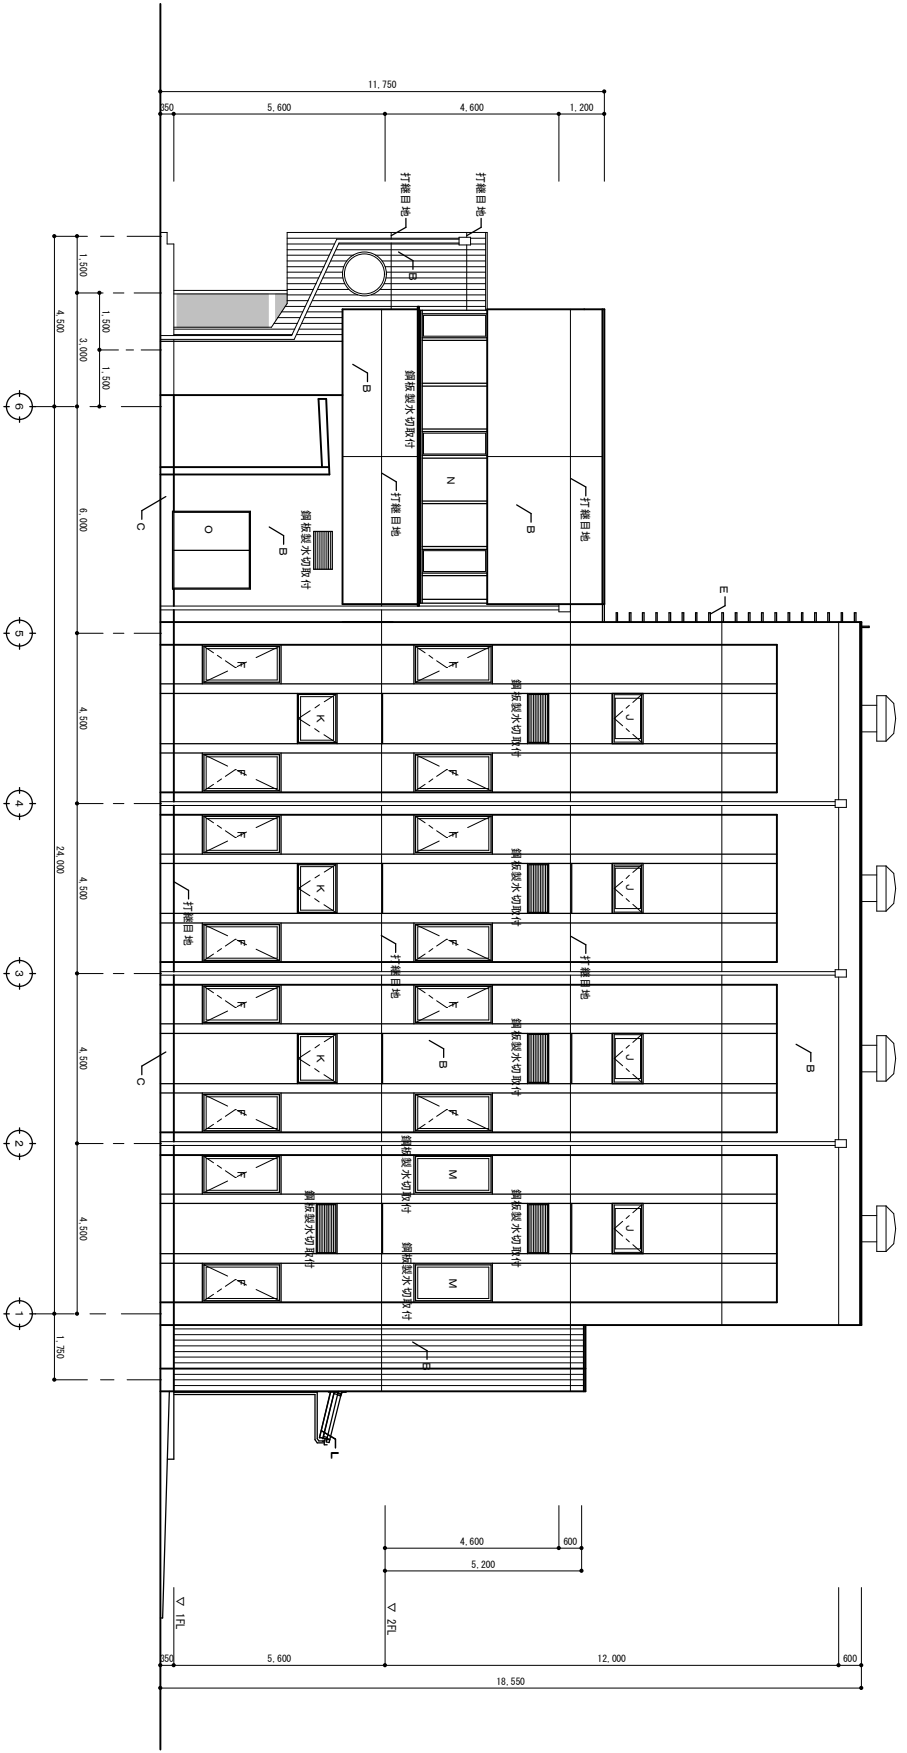 11,750
350
5,600
4,600
1,200
打継目地
打継目地
B
1,500
4,500
1,500
3,000
1,500
B
鋼板製水切取付
6
N
打継目地
B
打継目地
C
6,000
O
B
鋼板製水切取付
E
5
F
F
鋼板製水切取付
4,500
K
J
F
F
4
F
F
24,000
4,500
鋼板製水切取付
K
J
打継目地
F
F
打継目地
打継目地
3
F
F
鋼板製水切取付
4,500
C
K
B
J
B
F
F
2
鋼板製水切取付
F
M
鋼板製水切取付
鋼板製水切取付
4,500
J
鋼板製水切取付
F
M
1
1,750
B
L
4,600
600
5,200
▽ 1FL
▽ 2FL
350
5,600
12,000
600
18,550